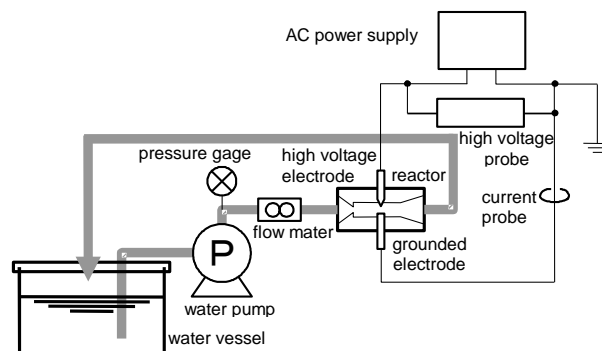 AC power supply
high voltage
probe
pressure gage
high voltage
electrode
reactor
current
probe
flow mater
P
grounded
electrode
water pump
water vessel